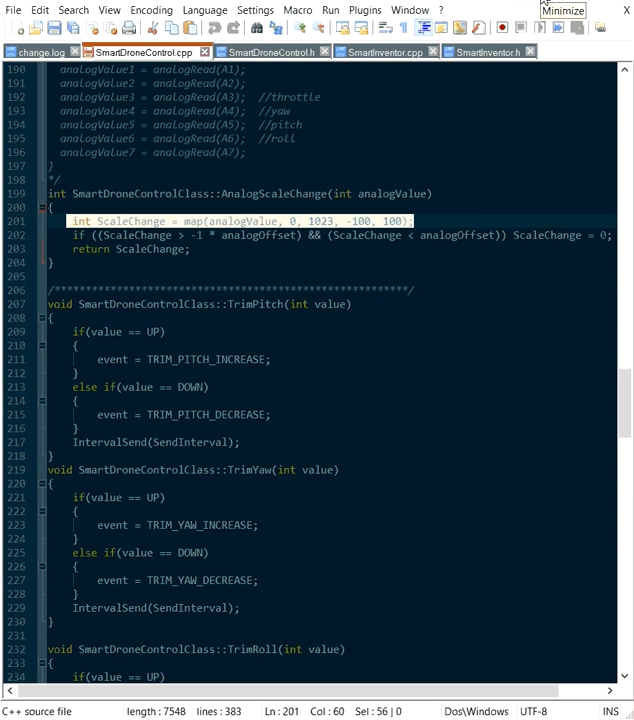 Minimize
File Edit Search View Encoding Language Settings Macro Run Plugins Window ? X
change.log SmartDroneControl.cpp SmartDroneControl.h SmartInventor.cpp SmartInventor.h
190 analogValue1 = analogRead(A1);
191 analogValue2 = analogRead(A2);
192 analogValue3 = analogRead(A3); //throttle
193 analogValue4 = analogRead(A4); //yaw
194 analogValue5 = analogRead(A5); //pitch
195 analogValue6 = analogRead(A6); //roll
196 analogValue7 = analogRead(A7);
197 }
198 */
199 int SmartDroneControlClass::AnalogScaleChange(int analogValue)
200 {
201 int ScaleChange = map(analogValue, 0, 1023, -100, 100);
202 if ((ScaleChange > -1 * analogOffset) && (ScaleChange < analogOffset)) ScaleChange = 0;
203 return ScaleChange;
204 }
205
206 /**********************************************************/
207 void SmartDroneControlClass::TrimPitch(int value)
208 {
209 if(value == UP)
210 {
211 event = TRIM_PITCH_INCREASE;
212 }
213 else if(value == DOWN)
214 {
215 event = TRIM_PITCH_DECREASE;
216 }
217 IntervalSend(SendInterval);
218 }
219 void SmartDroneControlClass::TrimYaw(int value)
220 {
221 if(value == UP)
222 {
223 event = TRIM_YAW_INCREASE;
224 }
225 else if(value == DOWN)
226 {
227 event = TRIM_YAW_DECREASE;
228 }
229 IntervalSend(SendInterval);
230 }
231
232 void SmartDroneControlClass::TrimRoll(int value)
233 {
234 if(value == UP)
C++ source file length : 7548 lines : 383 Ln : 201 Col : 60 Sel : 56 | 0 Dos\Windows UTF-8 INS